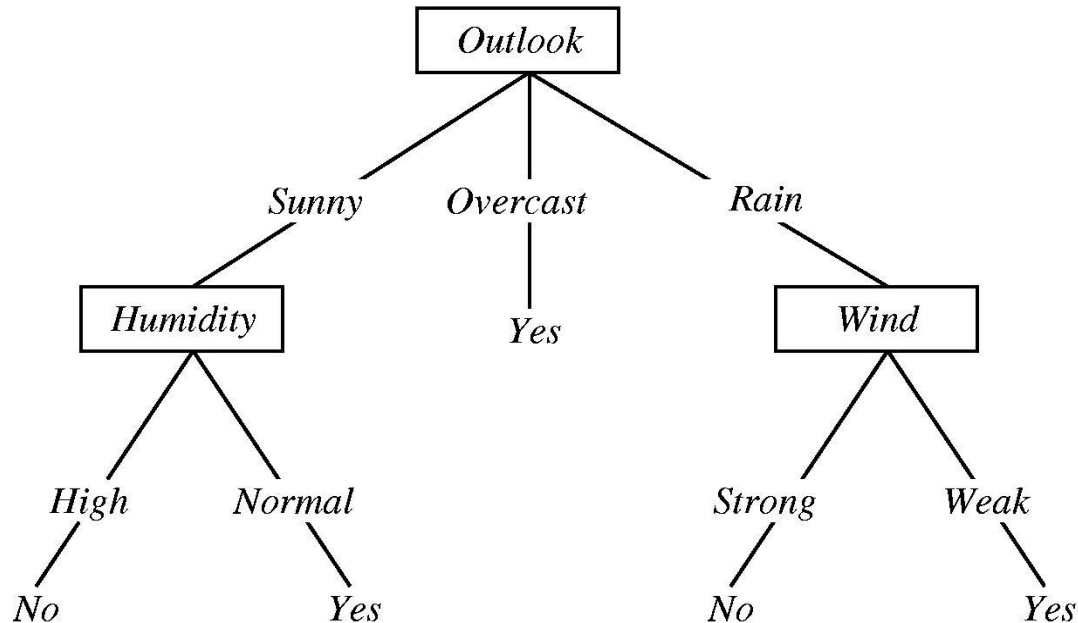 Outlook
Sunny Overcast Rain
Humidity Yes Wind
High Normal Strong Weak
No Yes No Yes